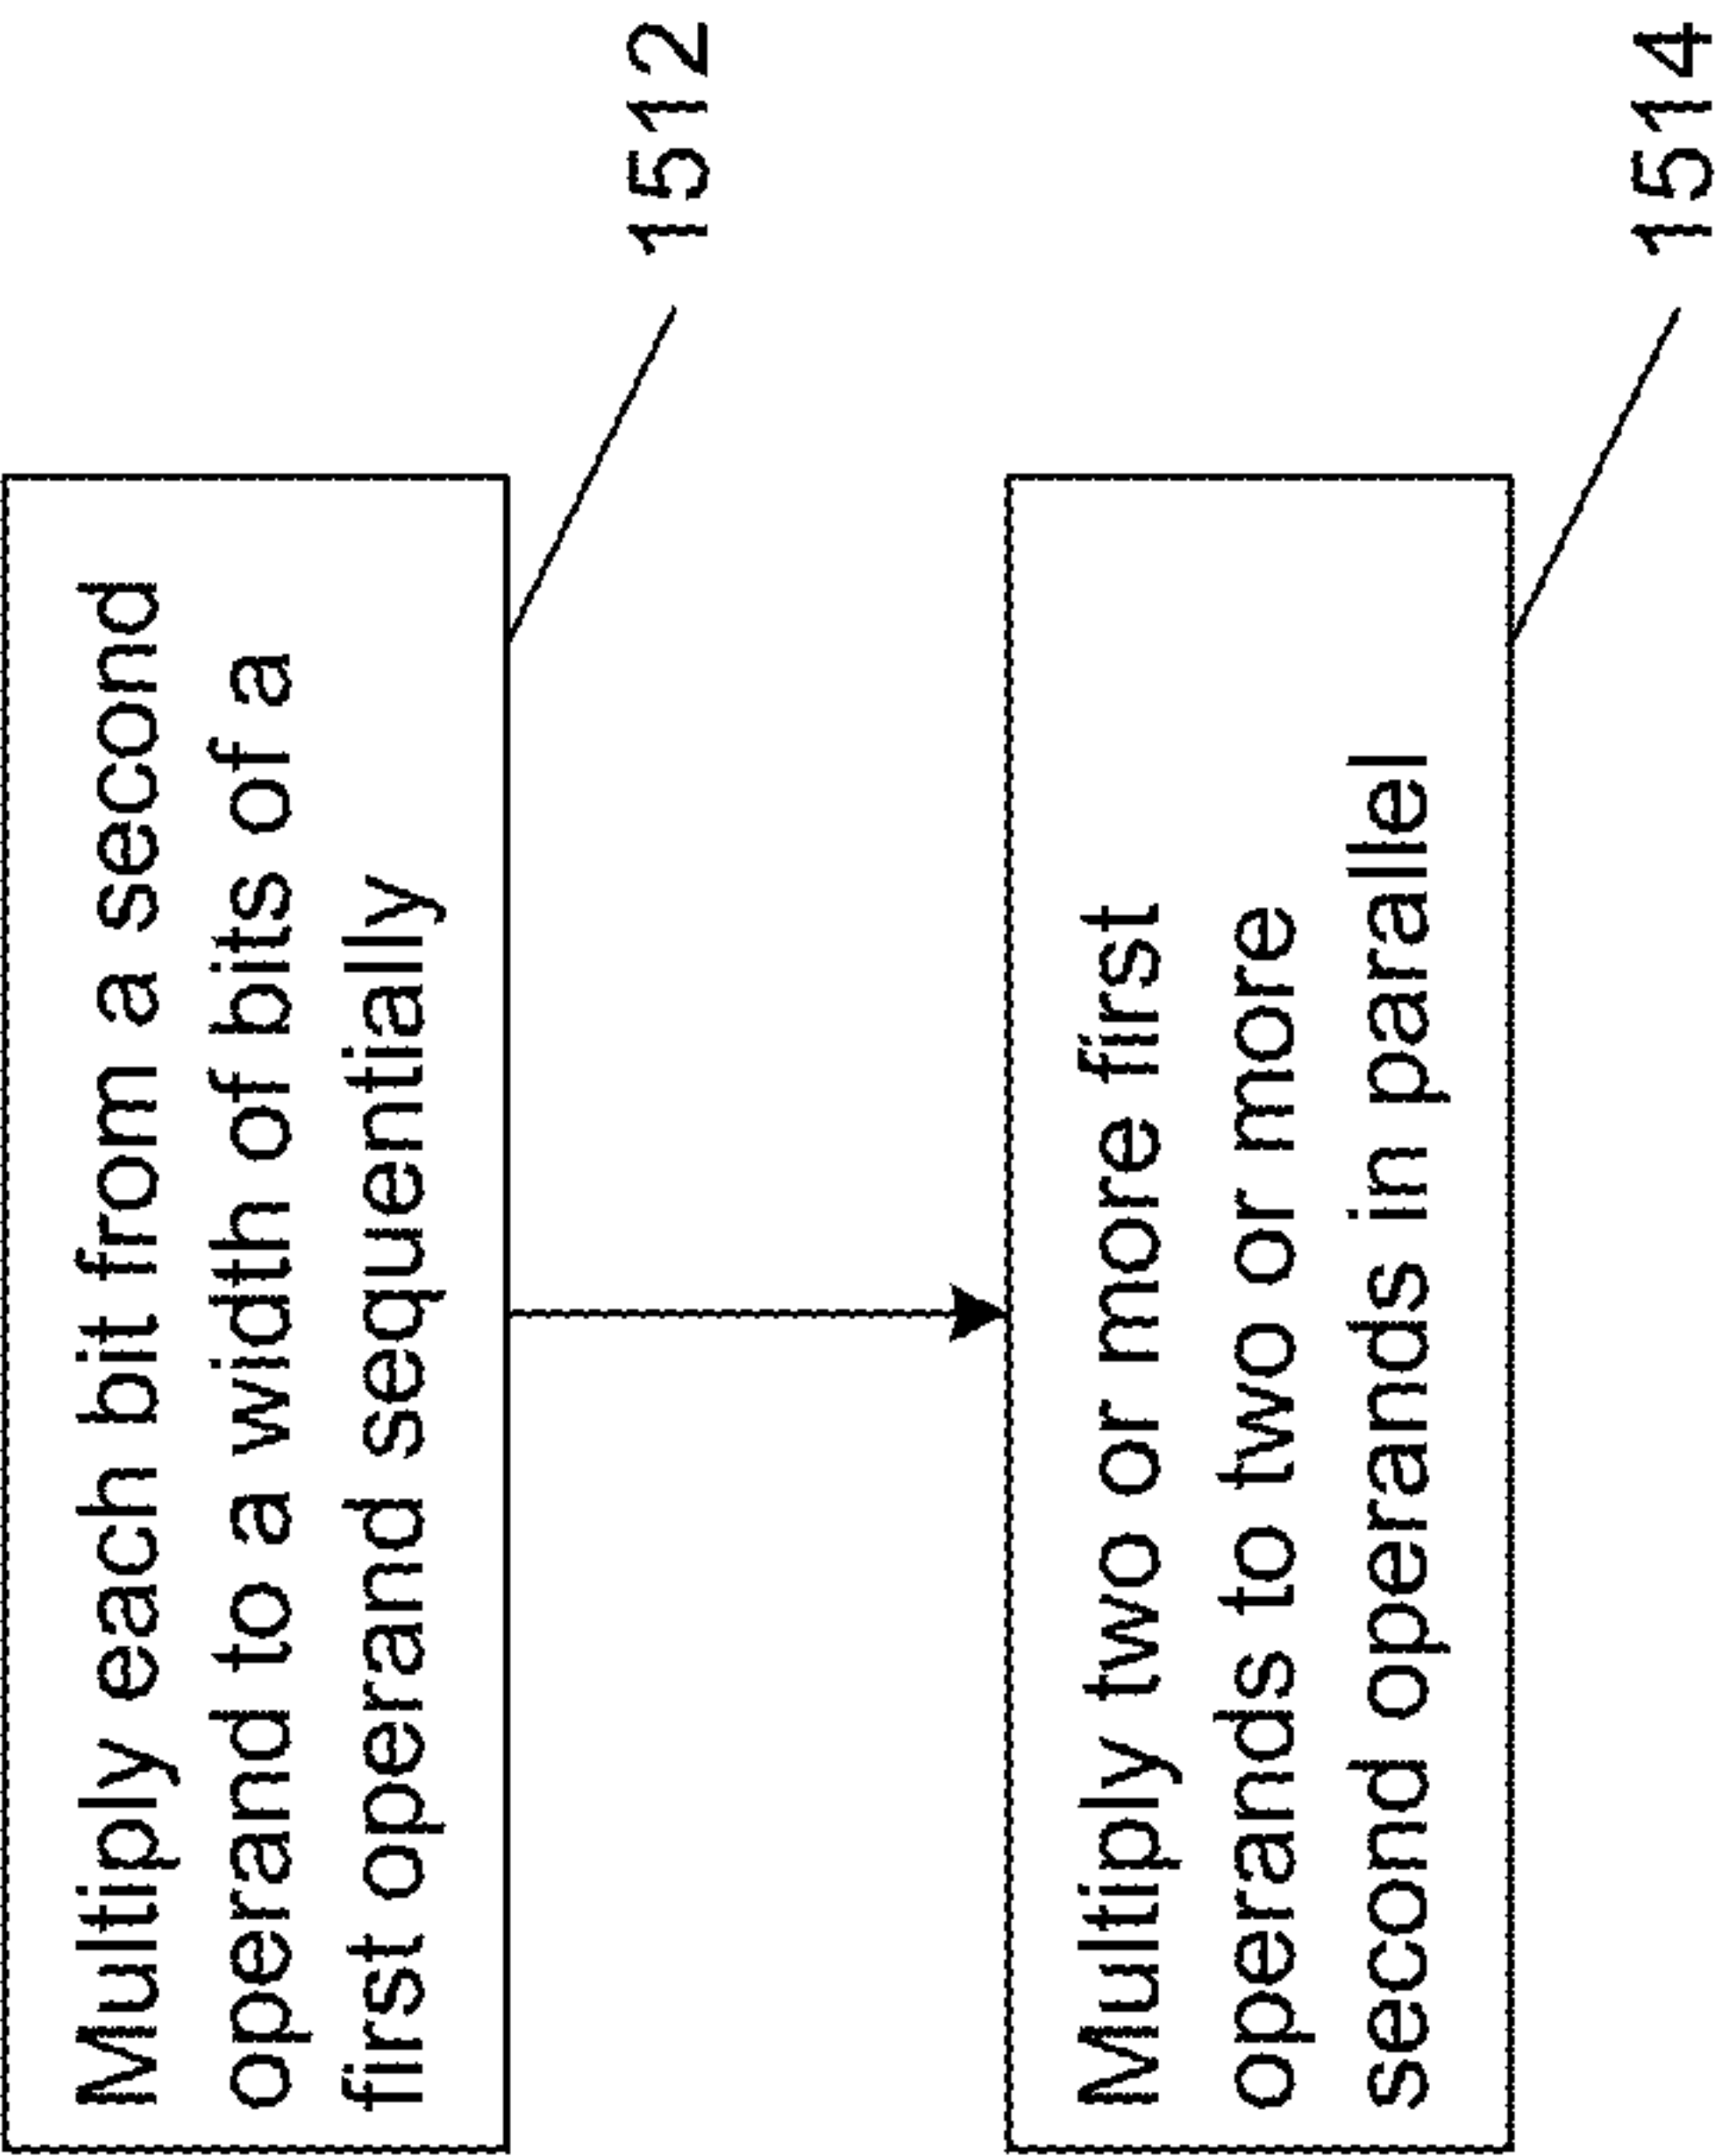 Multiply each bit from a second
operand to a width of bits of a
first operand sequentially
1512
Multiply two or more first
operands to two or more
second operands in parallel
1514